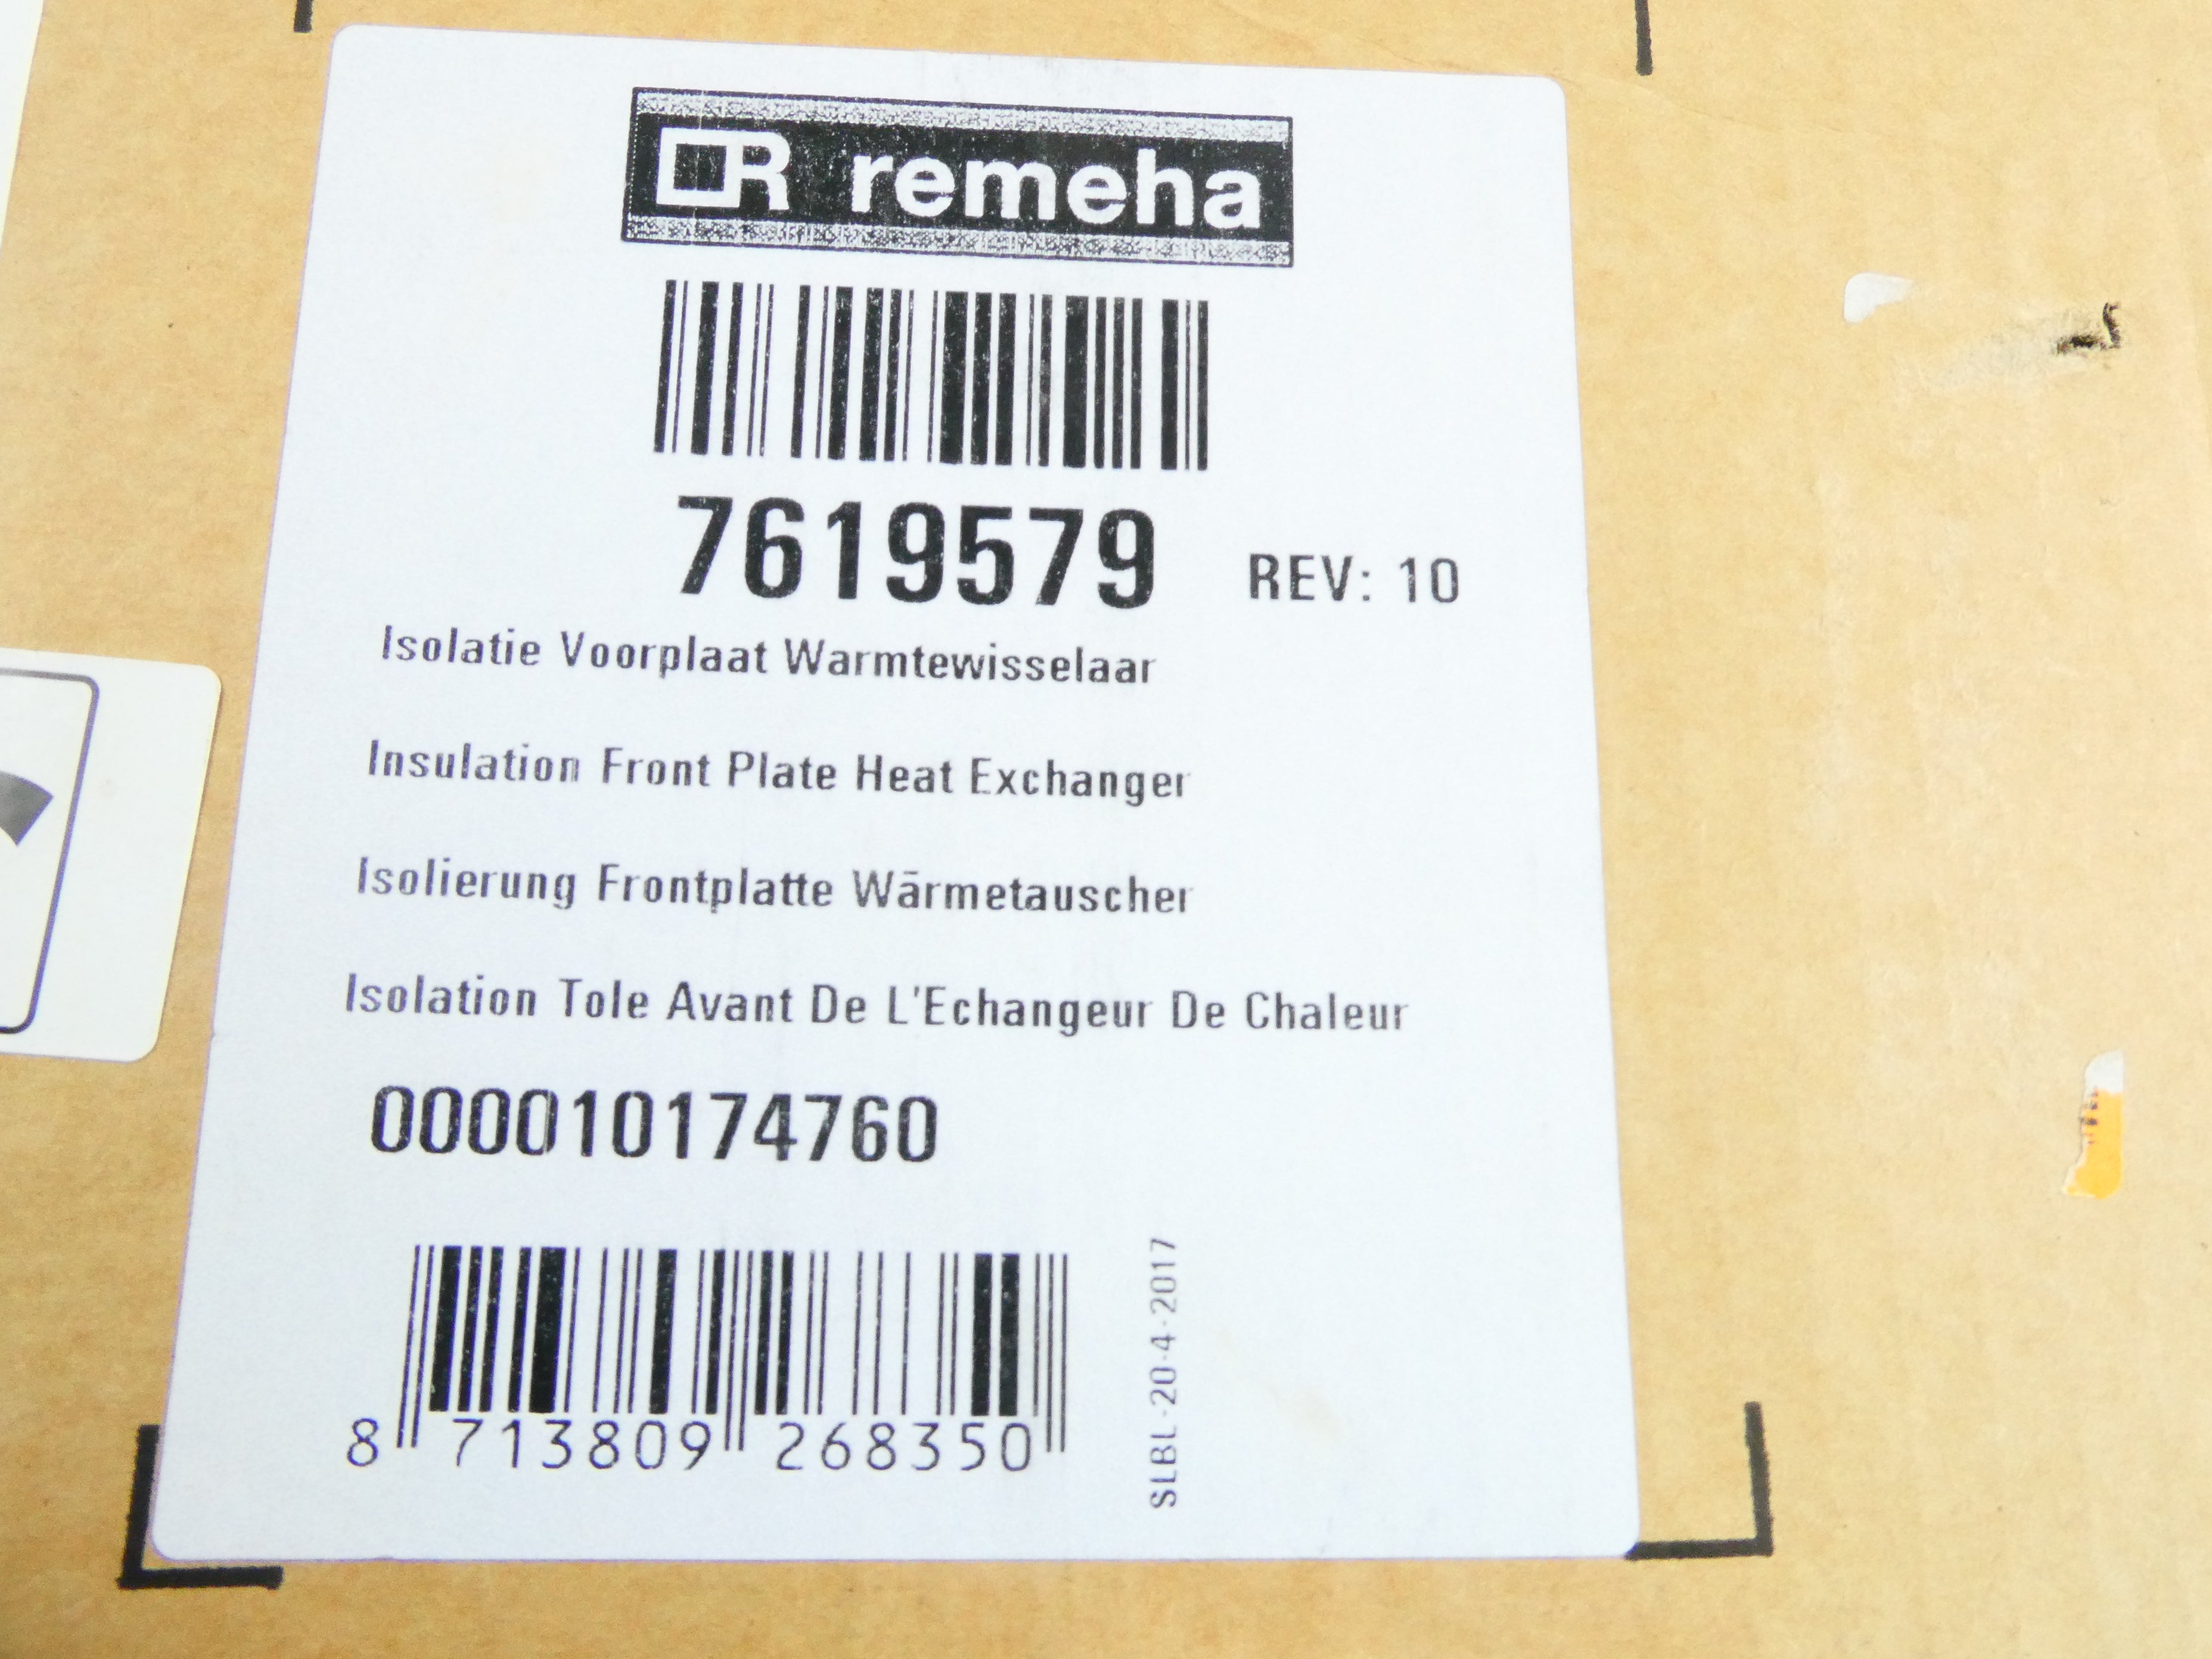 R remeha
7619579 REV: 10
Isolatie Voorplaat Warmtewisselaar
Insulation Front Plate Heat Exchanger
Isolierung Frontplatte Wärmetauscher
Isolation Tole Avant De L'Echangeur De Chaleur
000010174760
8 713809 268350
SLBL-20-4-2017